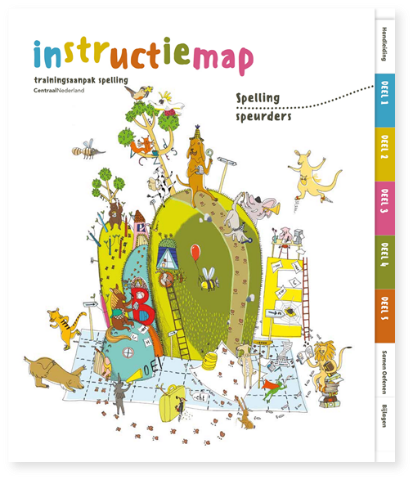 instructiemap
trainingsaanpak spelling
CentraalNederland
Spelling
speurders
Handleiding
DEEL 1
DEEL 2
DEEL 3
DEEL 4
DEEL 5
Samen Oefenen
Bijlagen
A
B
E
OEI